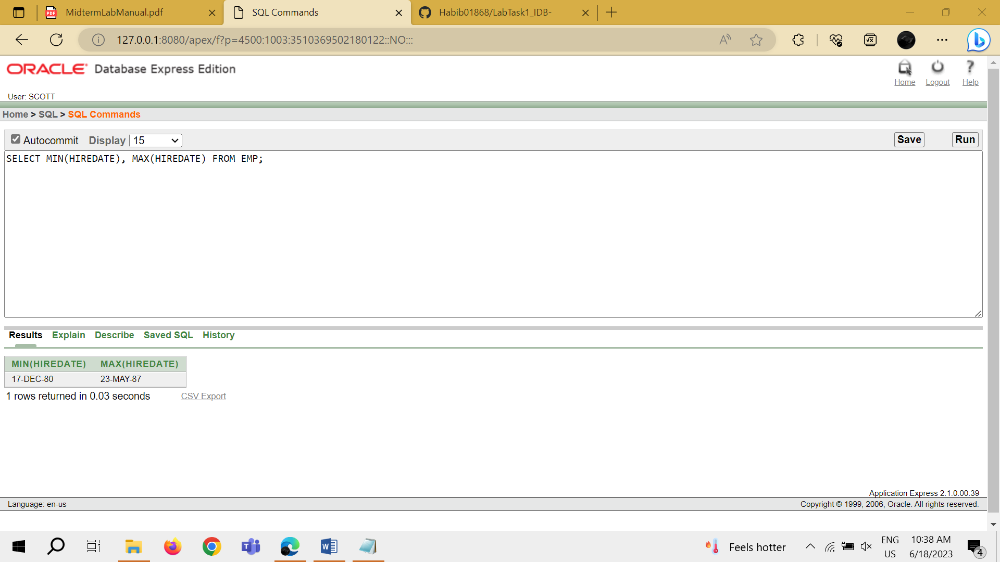 MidtermLabManual.pdf
SQL Commands
Habib01868/LabTask1_IDB-
127.0.0.1:8080/apex/f?p=4500:1003:3510369502180122::NO:::
ORACLE Database Express Edition
Home Logout Help
User: SCOTT
Home > SQL > SQL Commands
Autocommit Display 15 Save Run
SELECT MIN(HIREDATE), MAX(HIREDATE) FROM EMP;
Results Explain Describe Saved SQL History
MIN(HIREDATE) MAX(HIREDATE)
17-DEC-80 23-MAY-87
1 rows returned in 0.03 seconds CSV Export
Application Express 2.1.0.00.39
Language: en-us Copyright © 1999, 2006, Oracle. All rights reserved.
Feels hotter
ENG
US
10:38 AM
6/18/2023
4